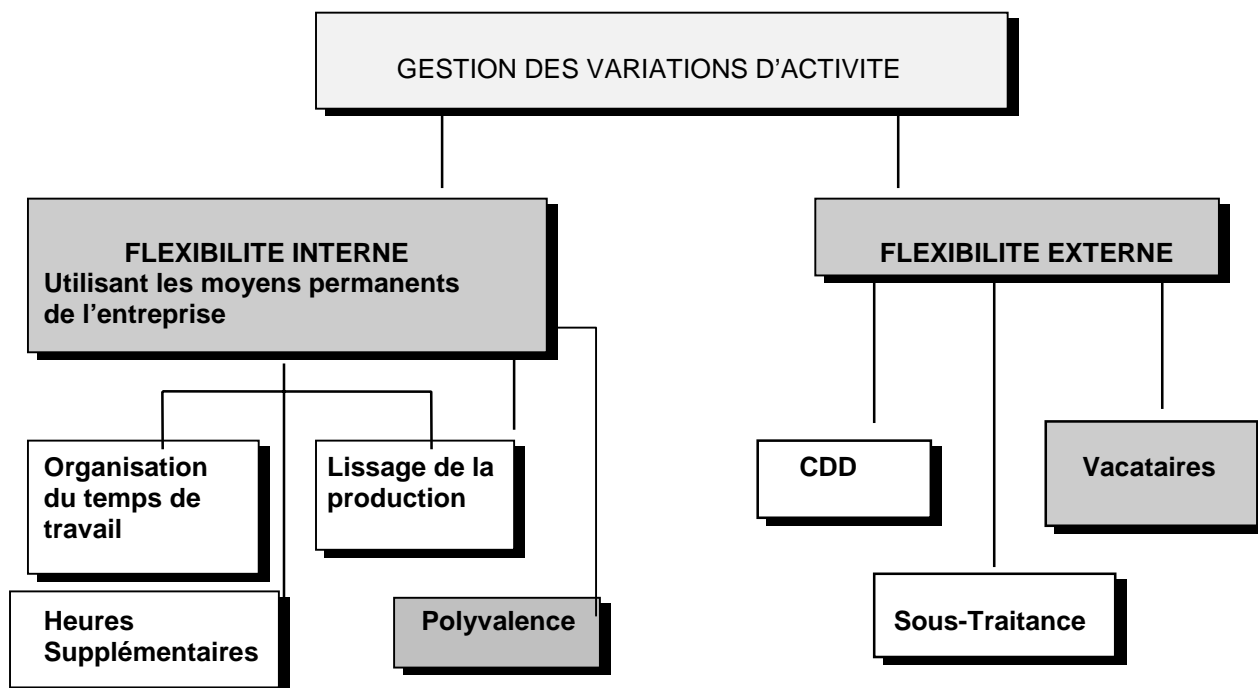 GESTION DES VARIATIONS D’ACTIVITE
FLEXIBILITE INTERNE
Utilisant les moyens permanents
de l’entreprise
FLEXIBILITE EXTERNE
Organisation
du temps de
travail
Lissage de la
production
CDD
Vacataires
Heures
Supplémentaires
Polyvalence
Sous-Traitance